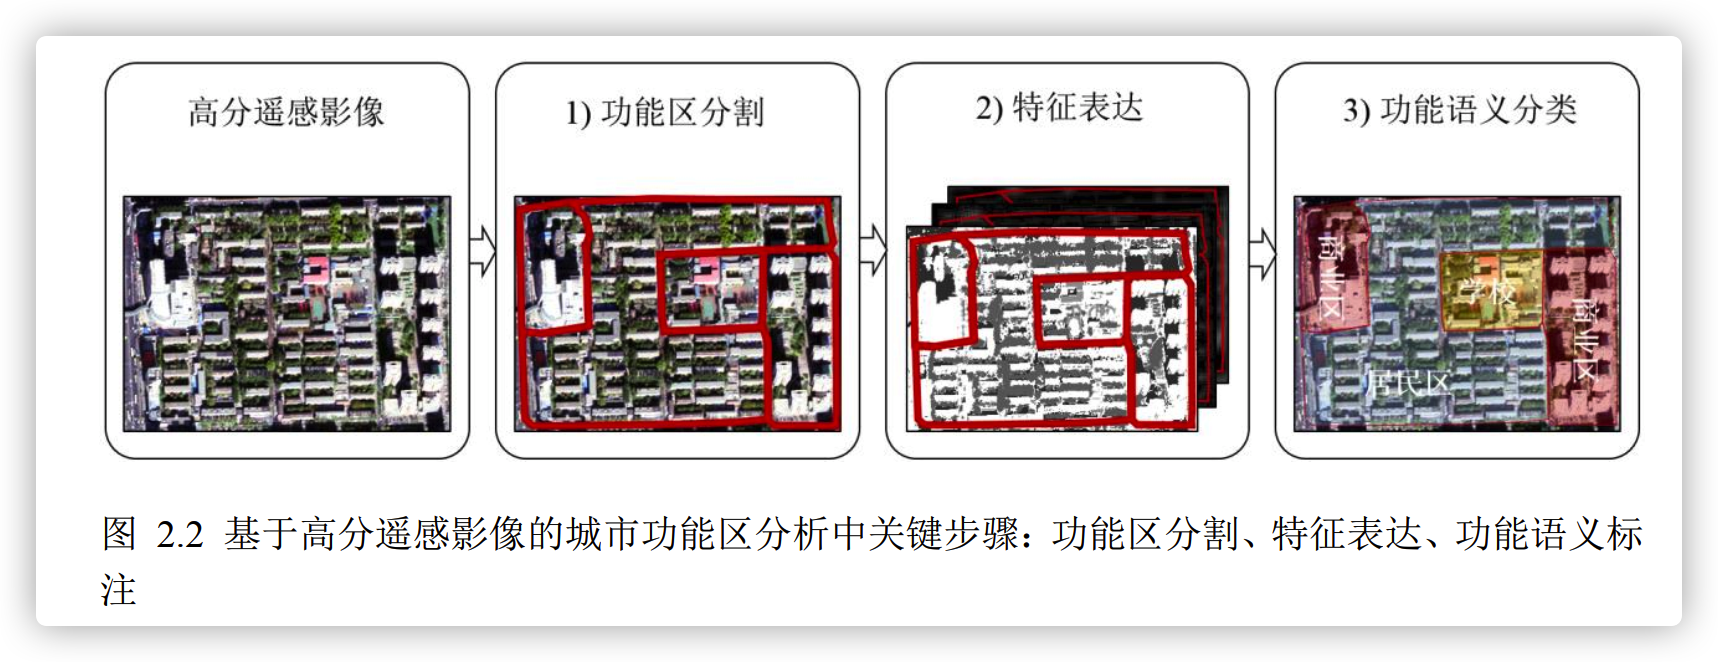 高分遥感影像
1) 功能区分割
2) 特征表达
3) 功能语义分类
商业区
学校
商业区
居民区
图 2.2 基于高分遥感影像的城市功能区分析中关键步骤：功能区分割、特征表达、功能语义标
注